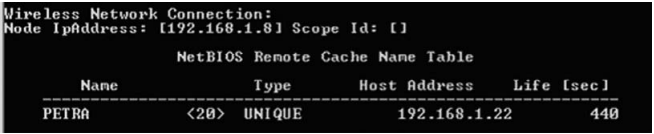 Wireless Network Connection:
Node IpAddress: [192.168.1.8] Scope Id: []
NetBIOS Remote Cache Name Table
Name Type Host Address Life [sec]
------------------------------------------------------------
PETRA <20> UNIQUE 192.168.1.22 440